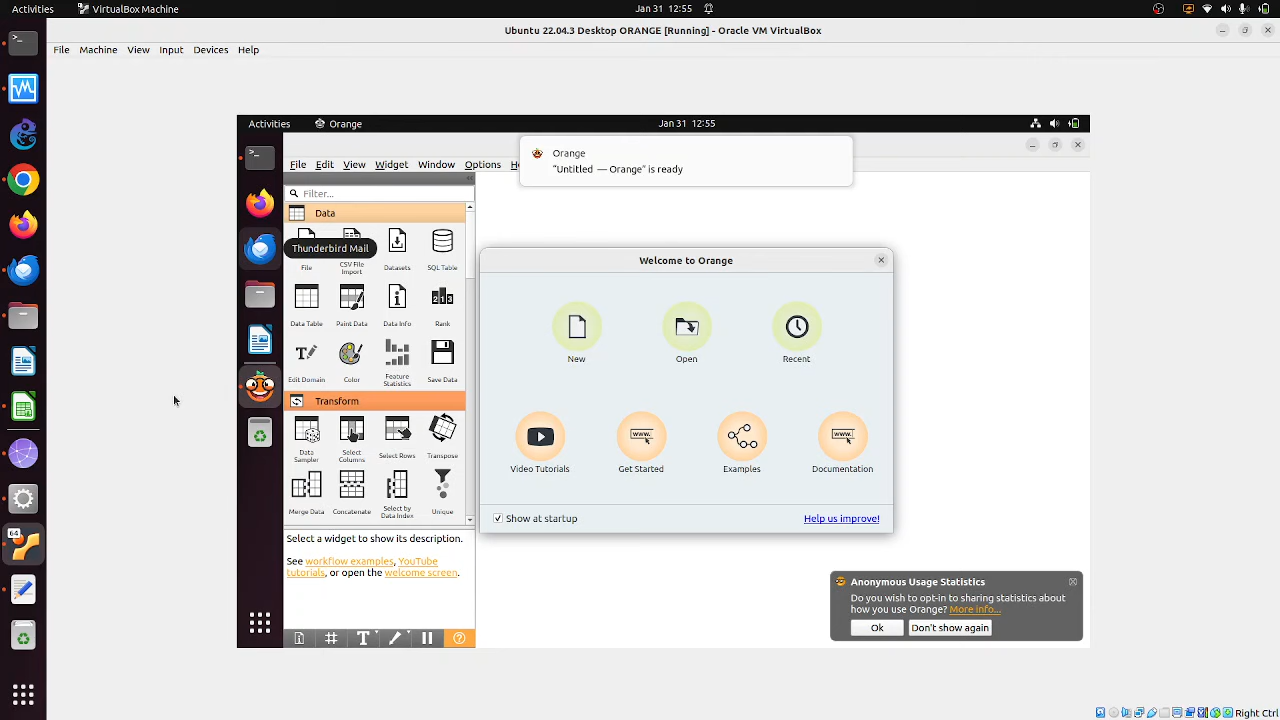 Activities
VirtualBox Machine
Jan 31 12:55
Ubuntu 22.04.3 Desktop ORANGE [Running] - Oracle VM VirtualBox
File Machine View Input Devices Help
Activities
Orange
Jan 31 12:55
File Edit View Widget Window Options H
Orange
“Untitled — Orange” is ready
Filter...
Data
Thunderbird Mail
File
CSV File
Import
Datasets
SQL Table
Data Table
Paint Data
Data Info
Rank
Edit Domain
Color
Feature
Statistics
Save Data
Transform
Data
Sampler
Select
Columns
Select Rows
Transpose
Merge Data
Concatenate
Select by
Data Index
Unique
Select a widget to show its description.
See workflow examples, YouTube
tutorials, or open the welcome screen.
Welcome to Orange
New
Open
Recent
Video Tutorials
Get Started
Examples
Documentation
Show at startup
Help us improve!
Anonymous Usage Statistics
Do you wish to opt-in to sharing statistics about
how you use Orange? More info...
Ok
Don't show again
64
Right Ctrl